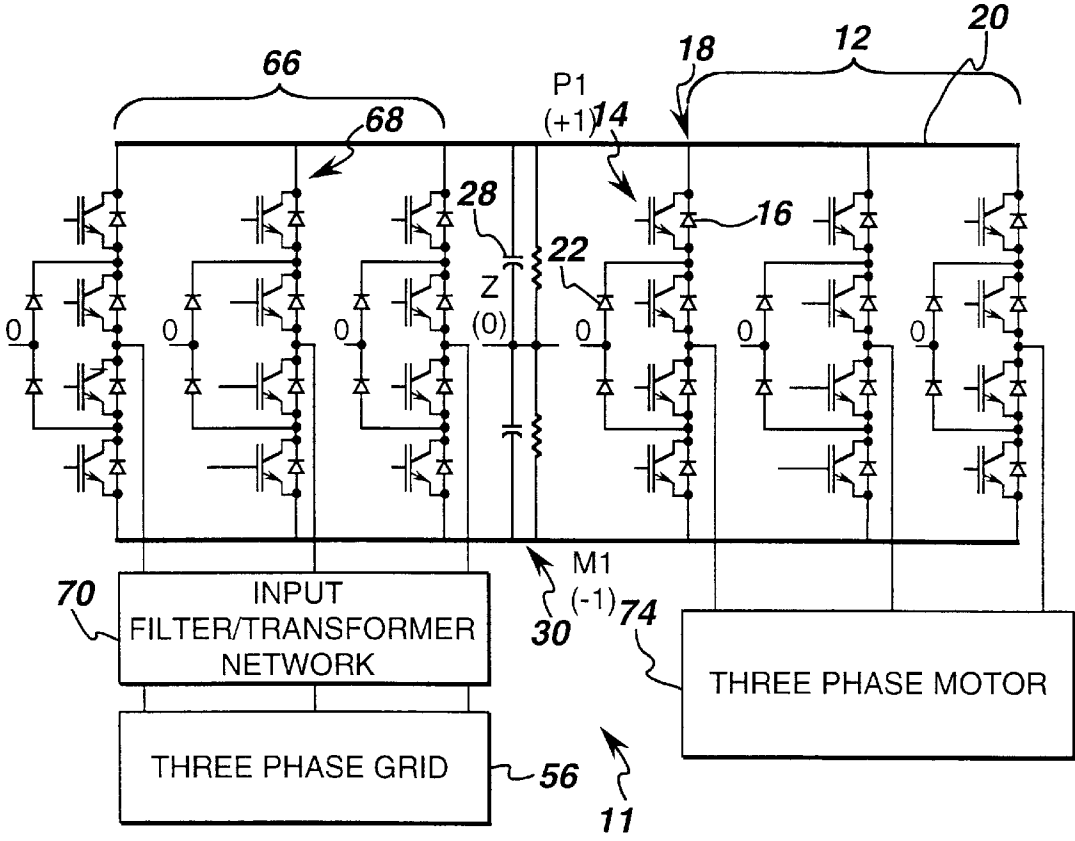 20
12
18
66
P1
(+1)
14
68
28
16
22
Z
(0)
0
0
0
0
0
0
M1
(-1)
30
70
INPUT
FILTER/TRANSFORMER
NETWORK
74
THREE PHASE MOTOR
THREE PHASE GRID
56
11